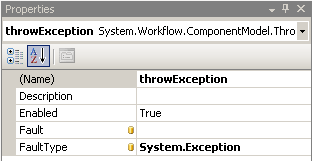 Properties
throwException System.Workflow.ComponentModel.Thro
(Name) throwException
Description
Enabled True
Fault
FaultType System.Exception